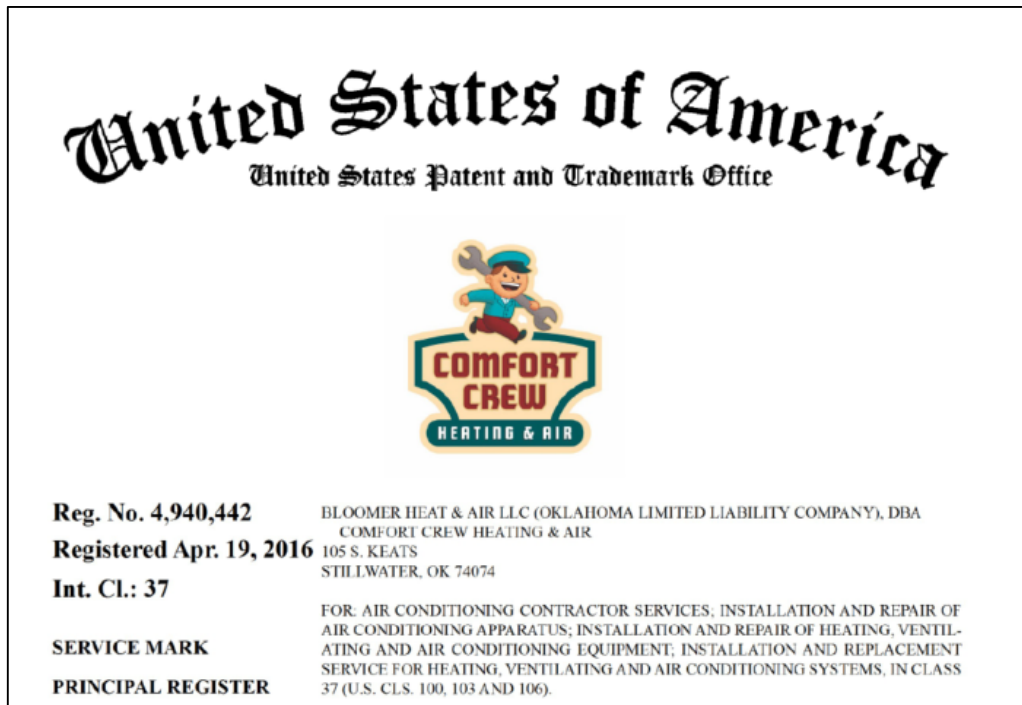 United States of America
United States Patent and Trademark Office
COMFORT
CREW
HEATING & AIR
Reg. No. 4,940,442
Registered Apr. 19, 2016
Int. Cl.: 37
SERVICE MARK
PRINCIPAL REGISTER
BLOOMER HEAT & AIR LLC (OKLAHOMA LIMITED LIABILITY COMPANY), DBA
COMFORT CREW HEATING & AIR
105 S. KEATS
STILLWATER, OK 74074
FOR: AIR CONDITIONING CONTRACTOR SERVICES; INSTALLATION AND REPAIR OF
AIR CONDITIONING APPARATUS; INSTALLATION AND REPAIR OF HEATING, VENTIL-
ATING AND AIR CONDITIONING EQUIPMENT; INSTALLATION AND REPLACEMENT
SERVICE FOR HEATING, VENTILATING AND AIR CONDITIONING SYSTEMS, IN CLASS
37 (U.S. CLS. 100, 103 AND 106).